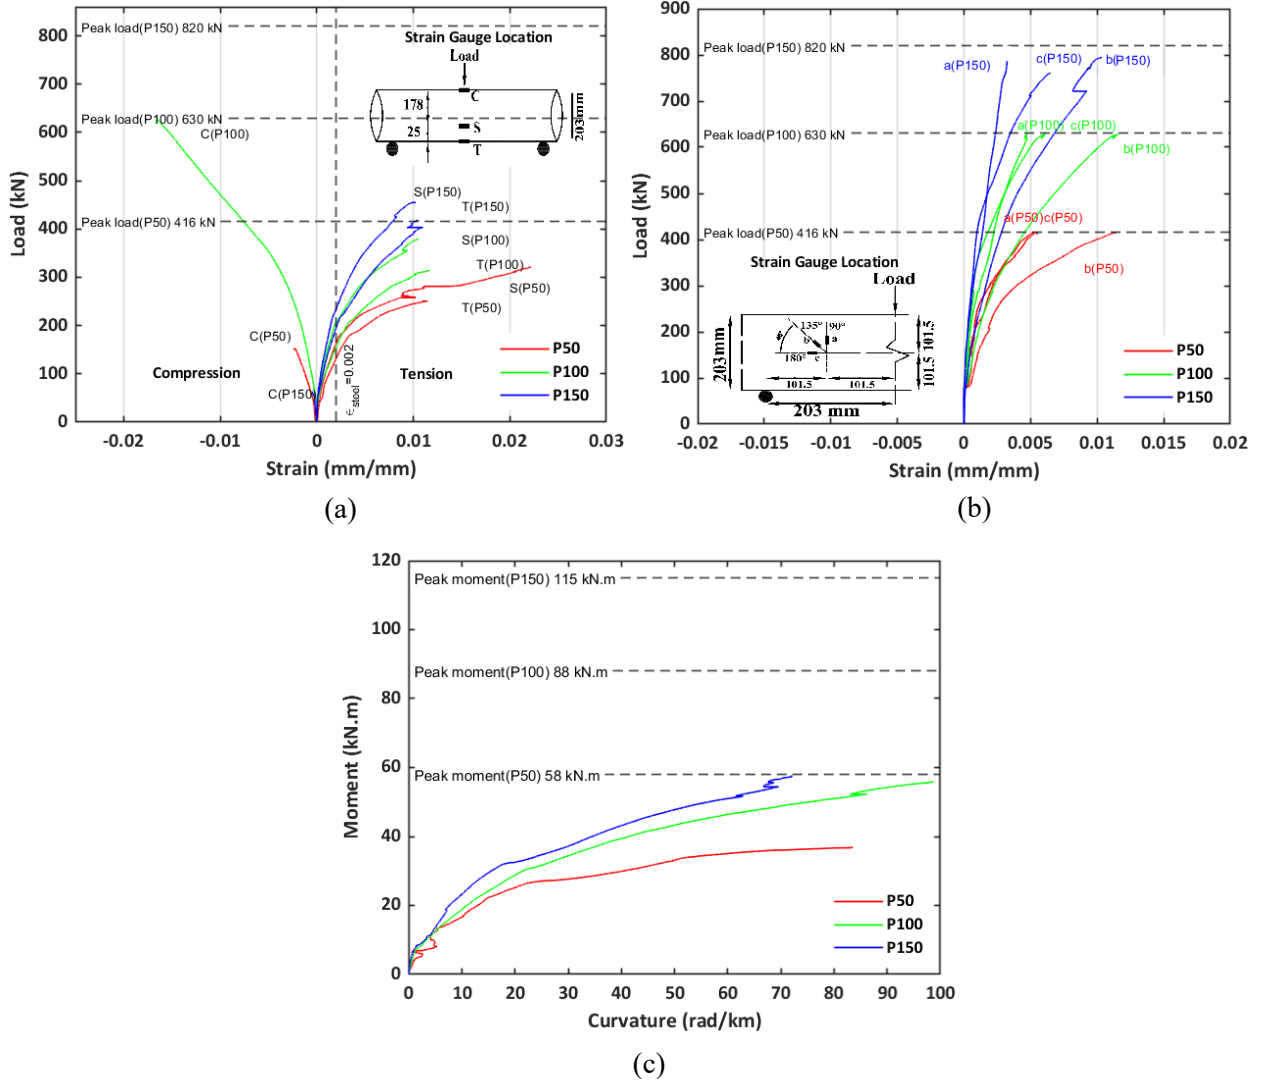 800
700
600
500
400
300
200
100
0
Load (kN)
Peak load(P150) 820 kN
Peak load(P100) 630 kN
Peak load(P50) 416 kN
Strain Gauge Location
Load
C
178
S
25
T
203mm
C(P100)
S(P150)
T(P150)
S(P100)
T(P100)
S(P50)
T(P50)
C(P50)
C(P150)
Compression
Tension
∈steel=0.002
P50
P100
P150
-0.02
-0.01
0
0.01
0.02
0.03
Strain (mm/mm)
(a)
900
800
700
600
500
400
300
200
100
0
Load (kN)
Peak load(P150) 820 kN
a(P150)
c(P150)
b(P150)
Peak load(P100) 630 kN
a(P100)
c(P100)
b(P100)
Peak load(P50) 416 kN
a(P50)c(P50)
b(P50)
Strain Gauge Location
Load
203mm
135°
90°
b
a
180°
c
101.5
101.5
101.5
101.5
203 mm
P50
P100
P150
-0.02
-0.015
-0.01
-0.005
0
0.005
0.01
0.015
0.02
Strain (mm/mm)
(b)
120
100
80
60
40
20
0
Moment (kN.m)
Peak moment(P150) 115 kN.m
Peak moment(P100) 88 kN.m
Peak moment(P50) 58 kN.m
P50
P100
P150
0
10
20
30
40
50
60
70
80
90
100
Curvature (rad/km)
(c)